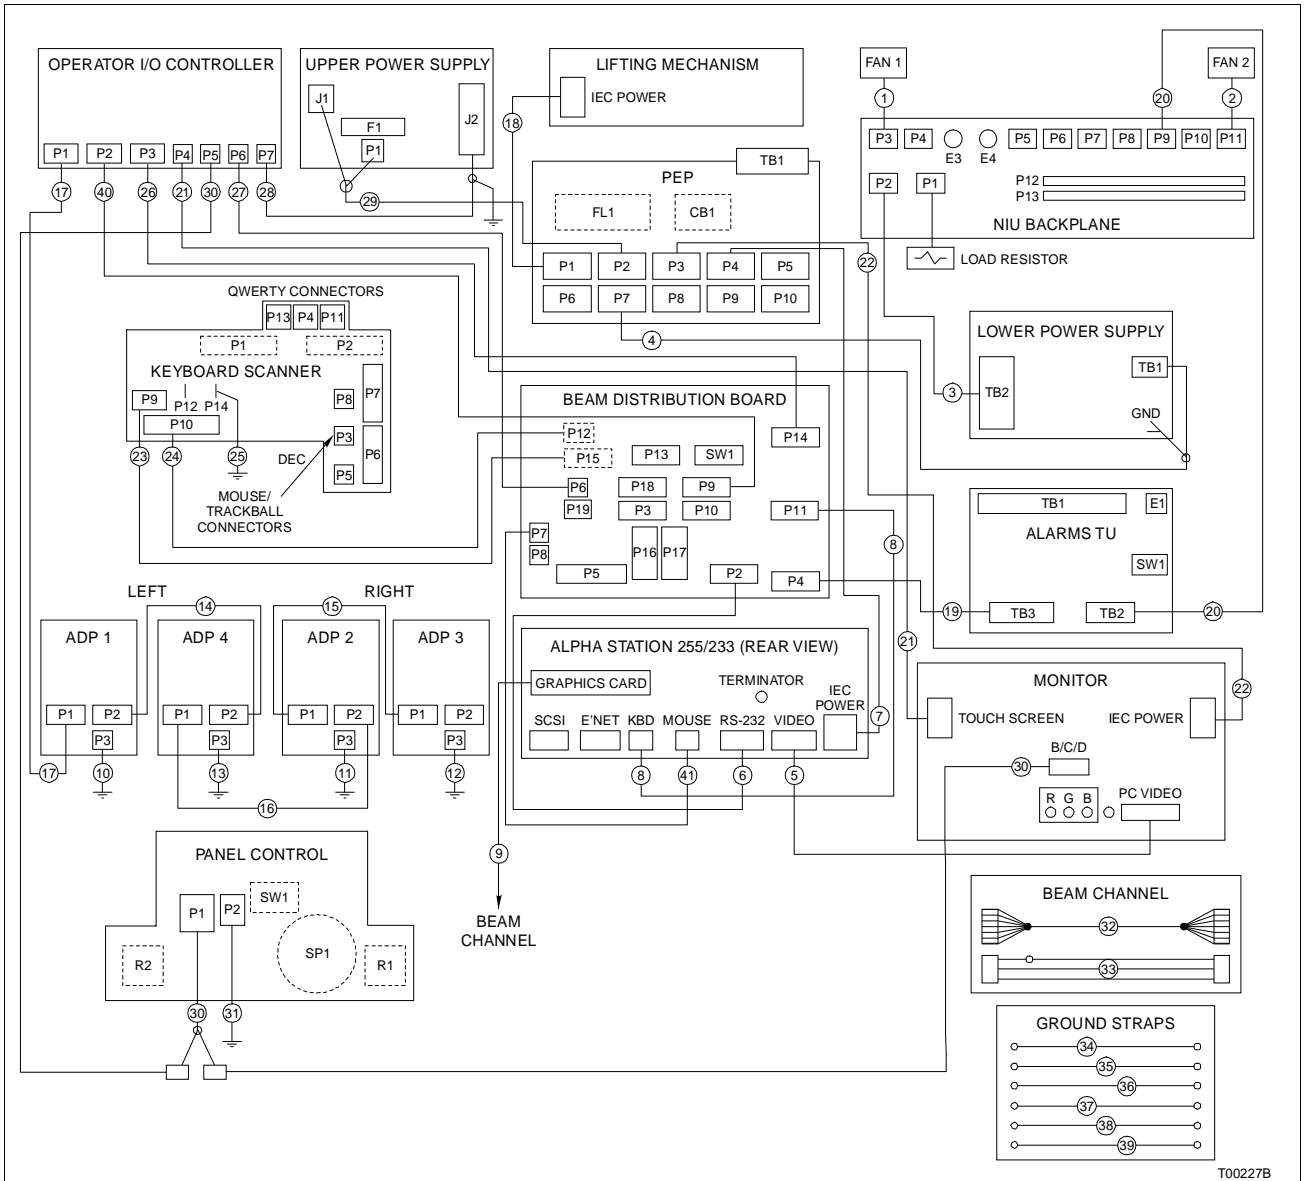 OPERATOR I/O CONTROLLER
P1 P2 P3 P4 P5 P6 P7
17 40 26 21 30 27 28
UPPER POWER SUPPLY
J1
F1
P1
J2
29
LIFTING MECHANISM
IEC POWER
18
PEP
TB1
FL1
CB1
P1 P2 P3 P4 P5
P6 P7 P8 P9 P10
4
22
FAN 1
1
20
FAN 2
2
P3 P4
E3 E4
P5 P6 P7 P8 P9 P10 P11
P2 P1
P12
P13
NIU BACKPLANE
LOAD RESISTOR
LOWER POWER SUPPLY
TB2
TB1
GND
3
QWERTY CONNECTORS
P13 P4 P11
P1
P2
KEYBOARD SCANNER
P9
P12 P14
P10
P8
P7
P3
P6
P5
DEC
MOUSE/
TRACKBALL
CONNECTORS
23 24 25
BEAM DISTRIBUTION BOARD
P12
P15
P13
SW1
P14
P6
P18
P9
P19
P3
P10
P11
P7
P8
P16
P17
P5
P2
P4
8
19
ALARMS TU
TB1
E1
SW1
TB3
TB2
20
LEFT
RIGHT
14
15
ADP 1
P1 P2
P3
17
10
ADP 4
P1 P2
P3
13
ADP 2
P1 P2
P3
11
ADP 3
P1 P2
P3
12
16
ALPHA STATION 255/233 (REAR VIEW)
GRAPHICS CARD
TERMINATOR
IEC
POWER
SCSI E'NET KBD MOUSE RS-232 VIDEO
8 41 6 5
7
21
9
BEAM
CHANNEL
MONITOR
TOUCH SCREEN
IEC POWER
22
B/C/D
30
R G B
PC VIDEO
PANEL CONTROL
P1
P2
SW1
R2
SP1
R1
30
31
BEAM CHANNEL
32
33
GROUND STRAPS
34
35
36
37
38
39
T00227B